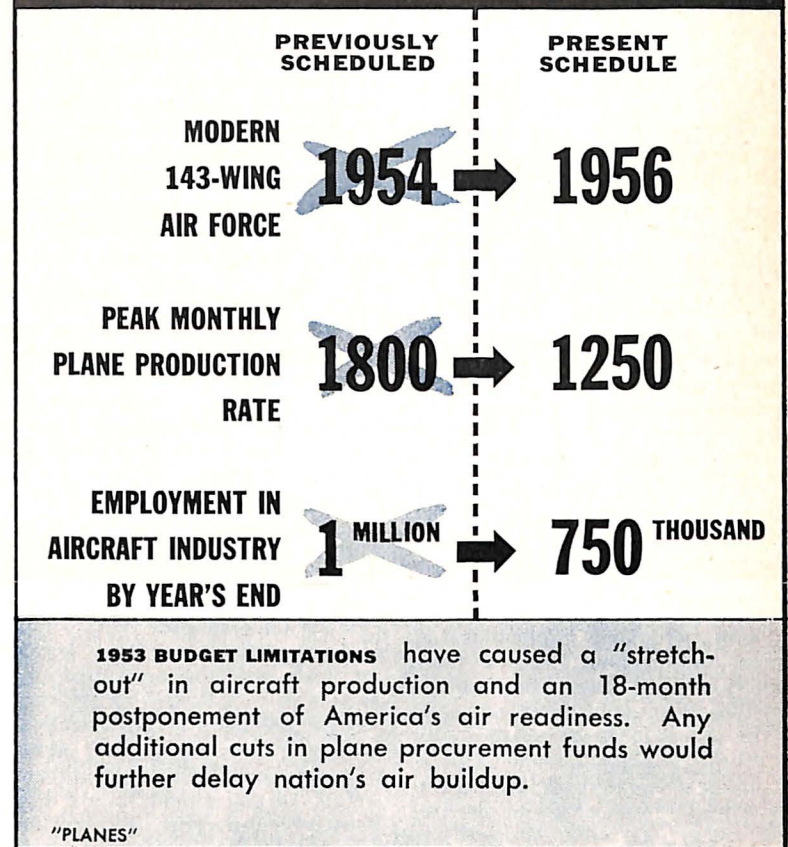 PREVIOUSLY
SCHEDULED
PRESENT
SCHEDULE
MODERN
143-WING
AIR FORCE
1954
1956
PEAK MONTHLY
PLANE PRODUCTION
RATE
1800
1250
EMPLOYMENT IN
AIRCRAFT INDUSTRY
BY YEAR'S END
1 MILLION
750 THOUSAND
1953 BUDGET LIMITATIONS have caused a "stretch-
out" in aircraft production and an 18-month
postponement of America's air readiness. Any
additional cuts in plane procurement funds would
further delay nation's air buildup.
"PLANES"